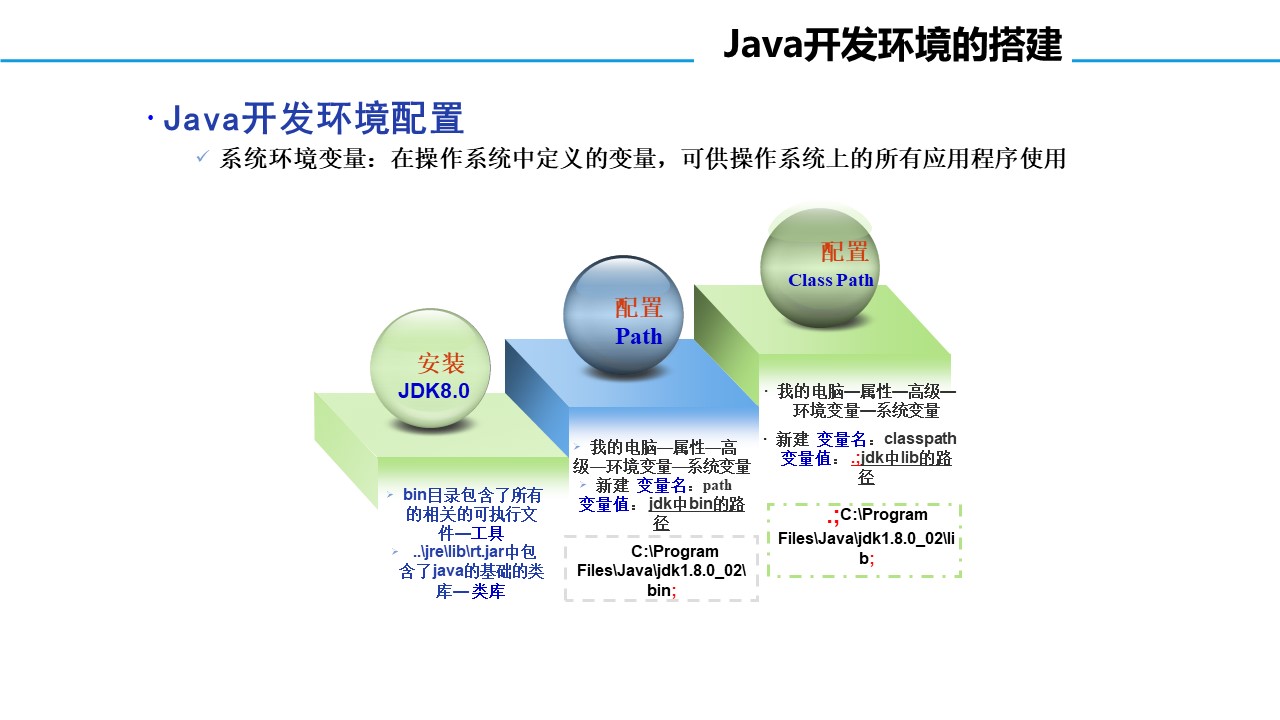 Java开发环境的搭建
·Java开发环境配置
✓ 系统环境变量：在操作系统中定义的变量，可供操作系统上的所有应用程序使用
安装
JDK8.0
➢ bin目录包含了所有
的相关的可执行文
件—工具
➢ ..\jre\lib\rt.jar中包
含了java的基础的类
库—类库
配置
Path
➢ 我的电脑—属性—高
级—环境变量—系统变量
➢ 新建 变量名：path
变量值：jdk中bin的路
径
C:\Program
Files\Java\jdk1.8.0_02\
bin;
配置
Class Path
· 我的电脑—属性—高级—
环境变量—系统变量
· 新建 变量名：classpath
变量值：.;jdk中lib的路
径
.;C:\Program
Files\Java\jdk1.8.0_02\li
b;